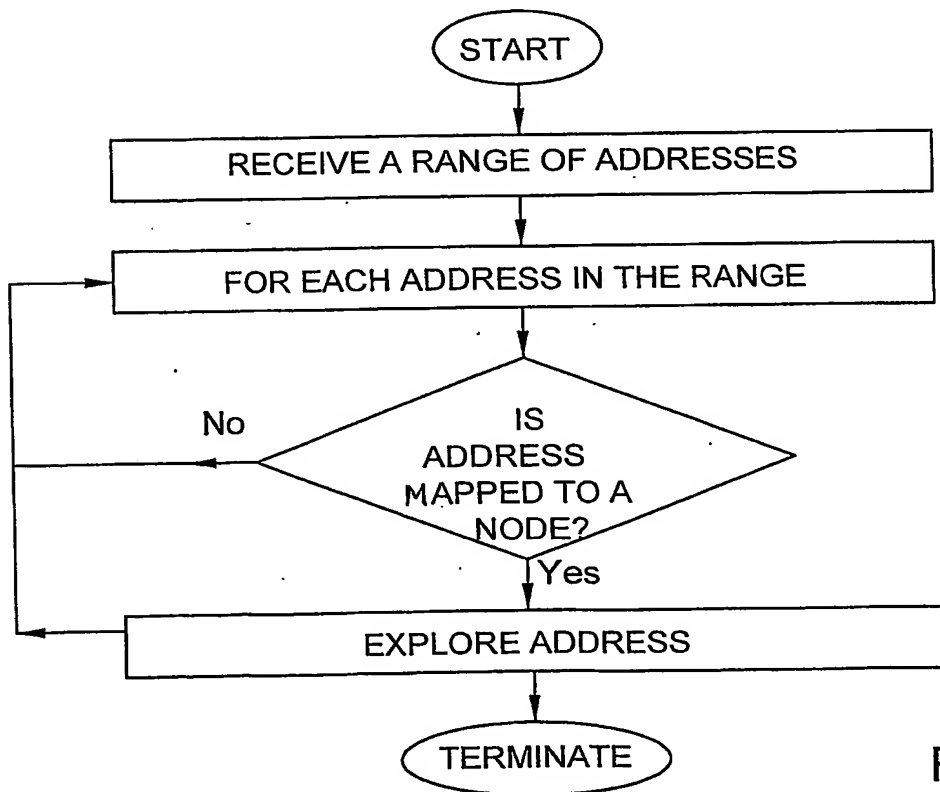 START
RECEIVE A RANGE OF ADDRESSES
FOR EACH ADDRESS IN THE RANGE
No
IS
ADDRESS
MAPPED TO A
NODE?
Yes
EXPLORE ADDRESS
TERMINATE
F